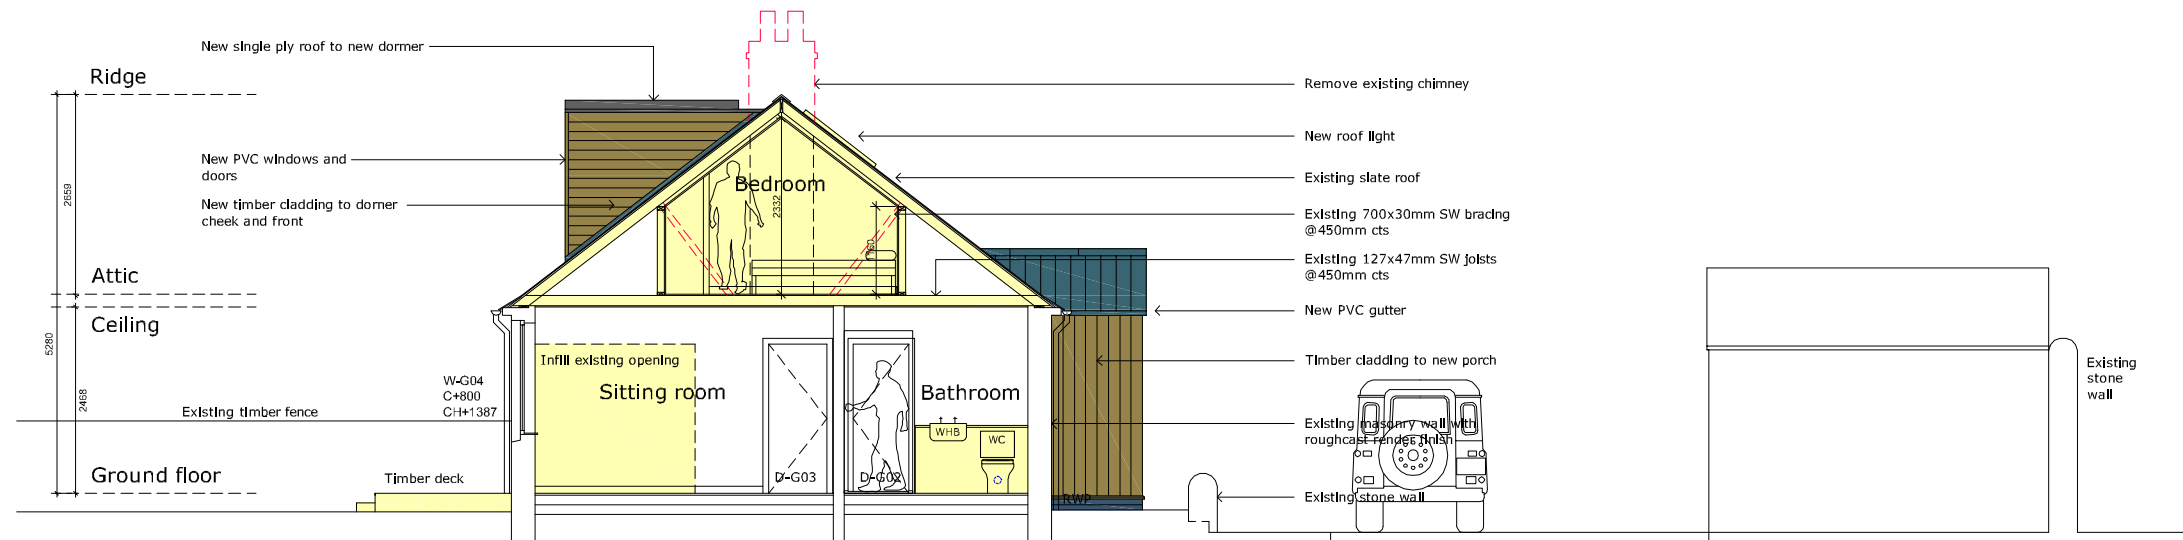 New single ply roof to new dormer
Ridge
Remove existing chimney
New roof light
New PVC windows and
doors
Existing slate roof
Bedroom
2659
2332
New timber cladding to dormer
cheek and front
Existing 700x30mm SW bracing
@450mm cts
Existing 127x47mm SW joists
@450mm cts
Attic
Ceiling
New PVC gutter
5280
2468
Infill existing opening
Timber cladding to new porch
Existing
stone
wall
W-G04
C+800
CH+1387
Sitting room
Bathroom
Existing timber fence
Existing masonry wall with
roughcast render finish
WHB
WC
Ground floor
Timber deck
D-G03
D-G02
RWP
Existing stone wall